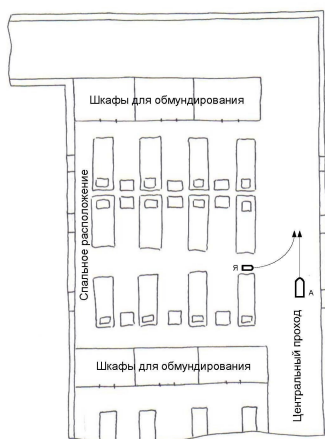 Шкафы для обмундирования
Спальное расположение
Я
А
Центральный проход
Шкафы для обмундирования